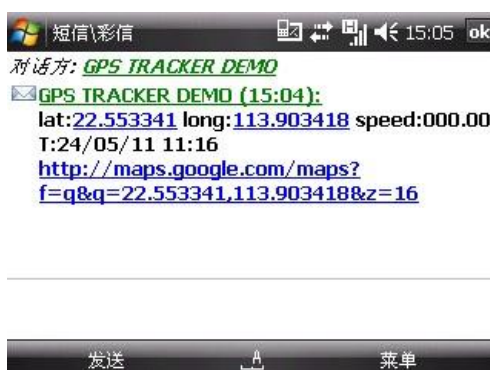 短信\彩信 15:05 ok
对话方: GPS TRACKER DEMO
GPS TRACKER DEMO (15:04):
lat:22.553341 long:113.903418 speed:000.00
T:24/05/11 11:16
http://maps.google.com/maps?
f=q&q=22.553341,113.903418&z=16
发送 A 菜单